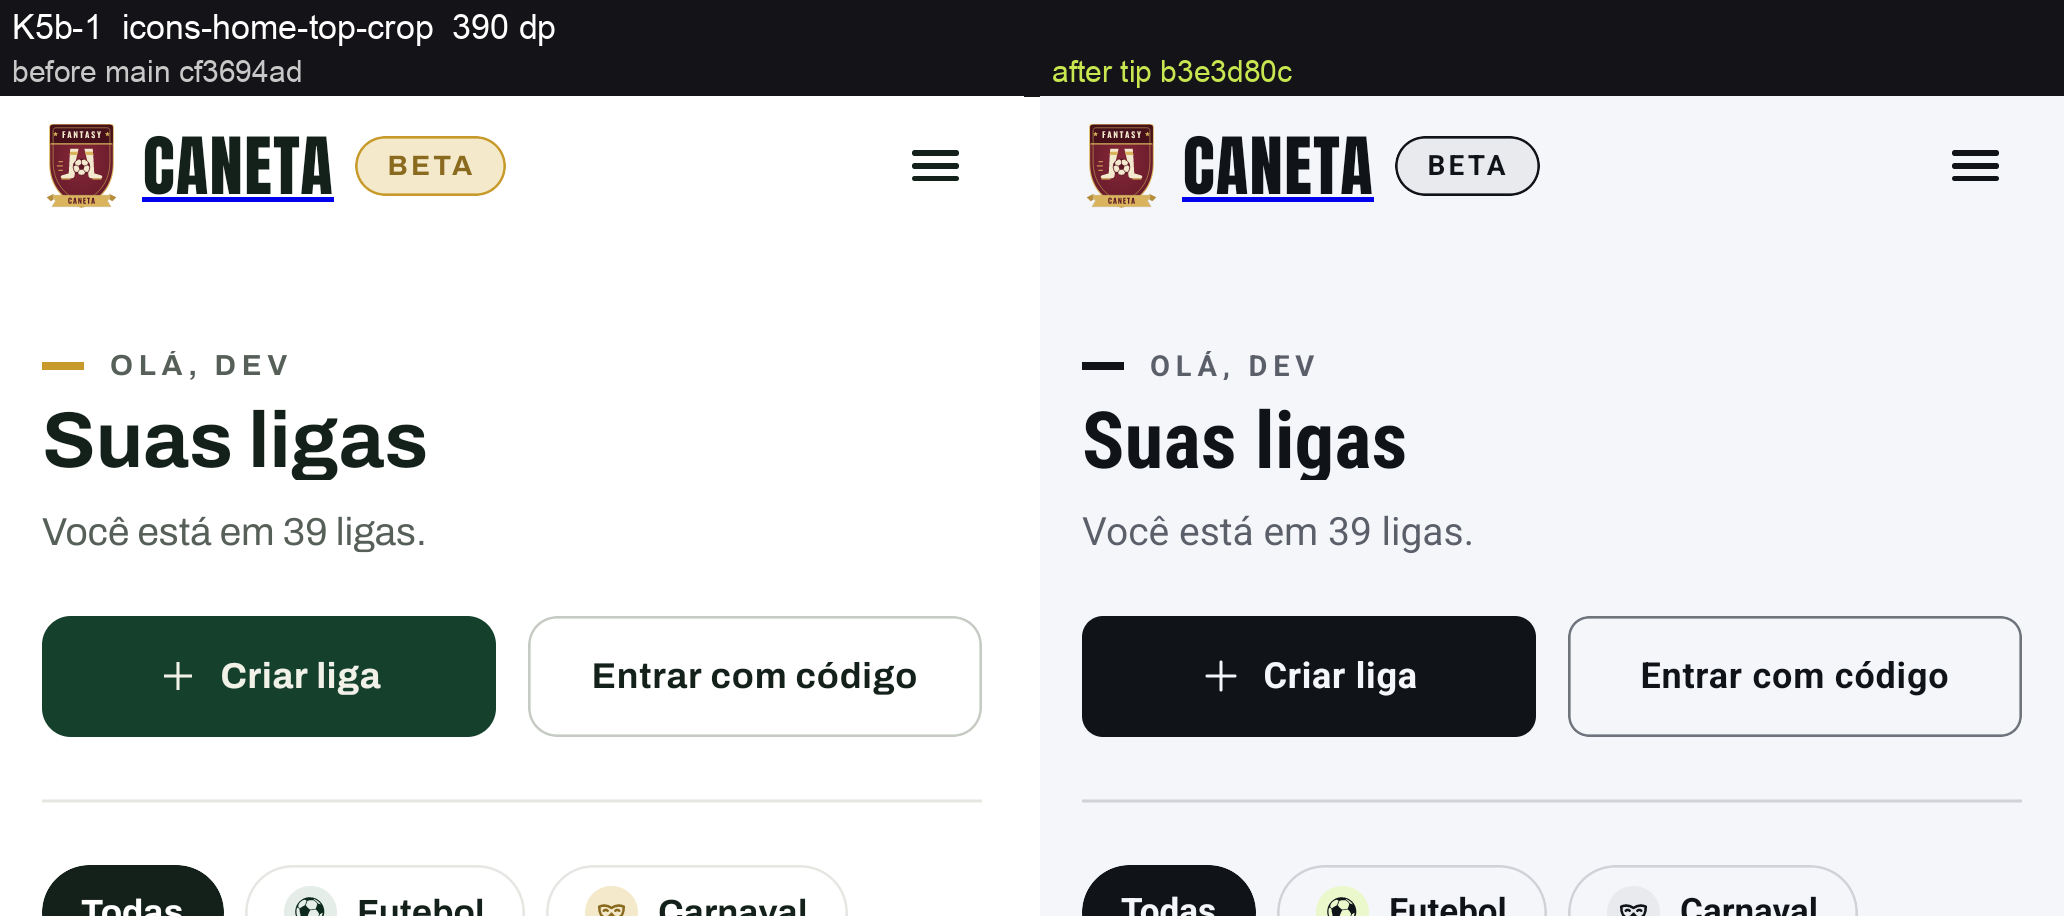 K5b-1 icons-home-top-crop 390 dp
before main cf3694ad
after tip b3e3d80c
FANTASY
CANETA
CANETA
BETA
OLÁ, DEV
Suas ligas
Você está em 39 ligas.
Criar liga
Entrar com código
Todas
Futebol
Carnaval
FANTASY
CANETA
CANETA
BETA
OLÁ, DEV
Suas ligas
Você está em 39 ligas.
Criar liga
Entrar com código
Todas
Futebol
Carnaval